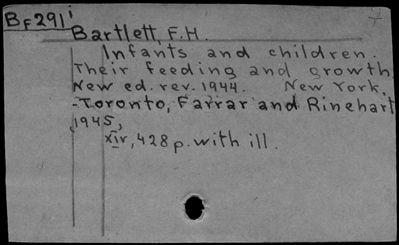 BF291i
Bartlett, F.H.
Infants and children.
Their feeding and growth
New ed. rev. 1944. New York,
-Toronto, Farrar and Rinehart
1945,
XIV, 428 p. with ill.